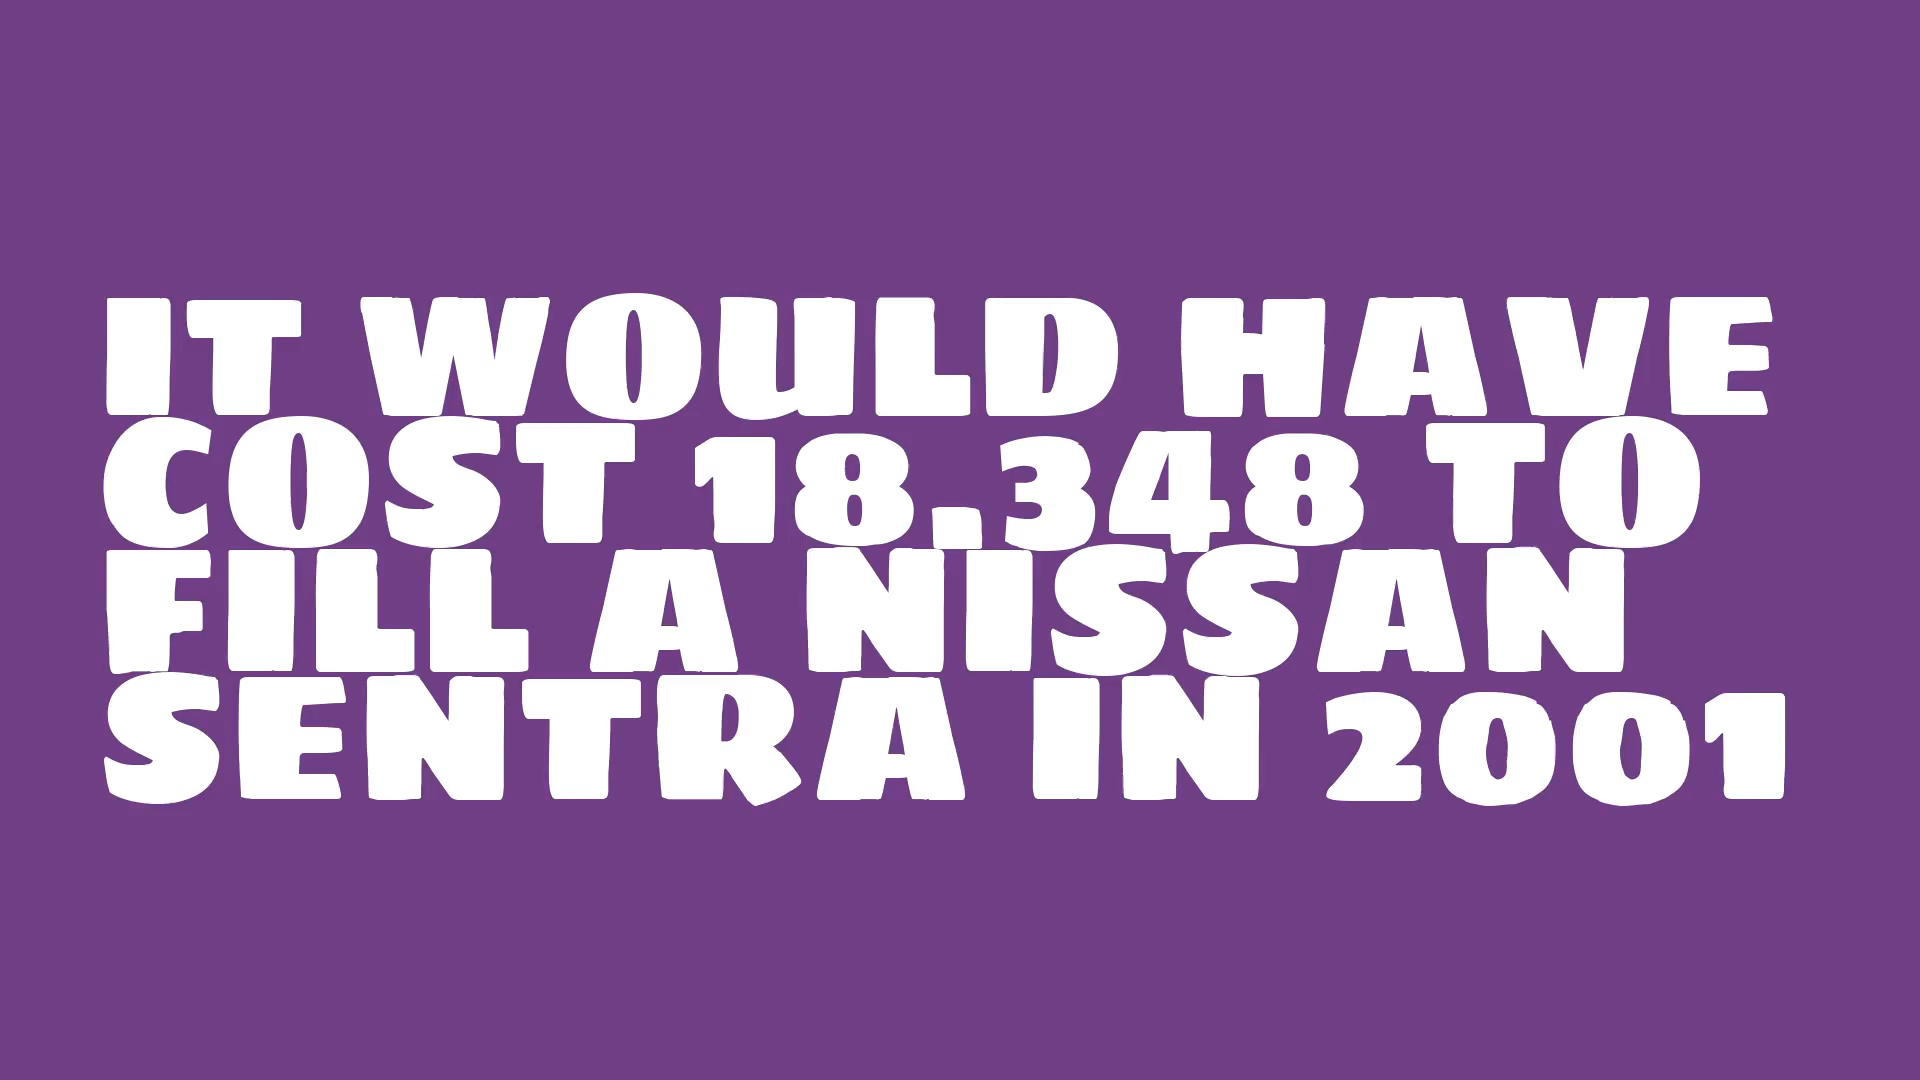 IT WOULD HAVE
COST 18.348 TO
FILL A NISSAN
SENTRA IN 2001